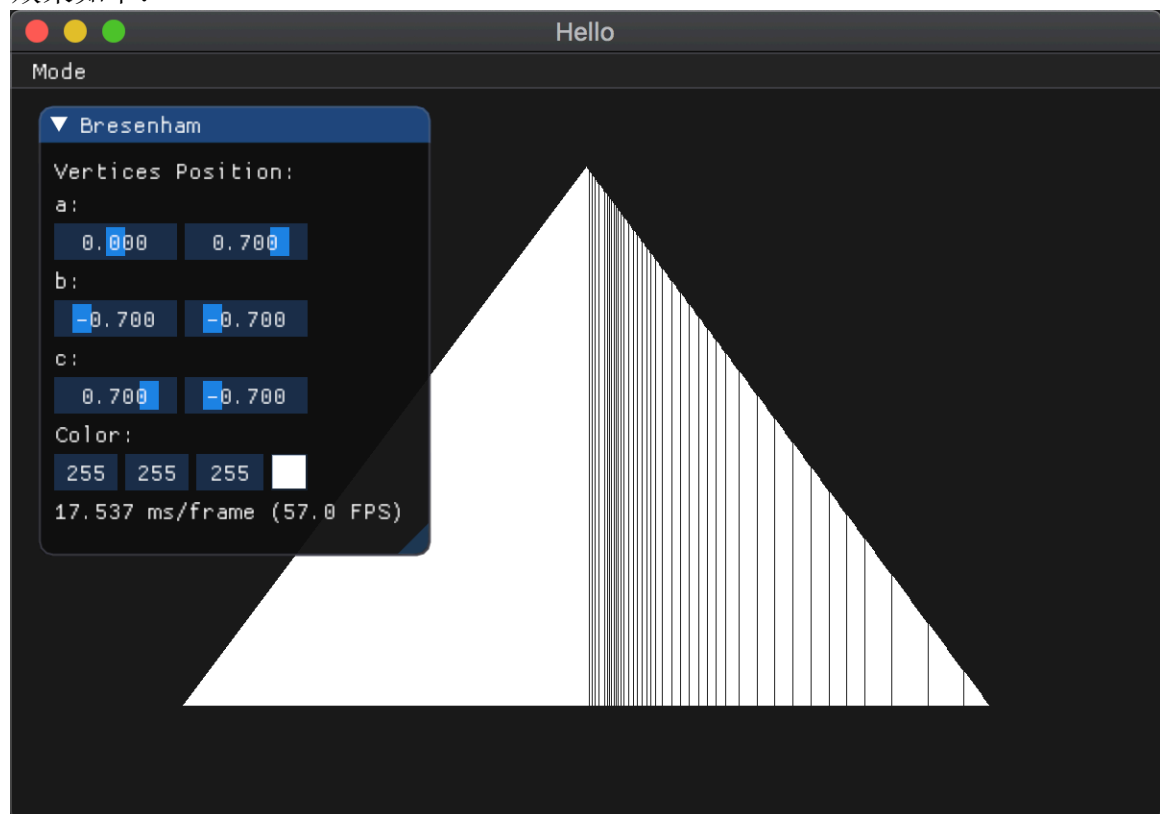 Hello
Mode
Bresenham
Vertices Position:
a:
0.000 0.700
b:
-0.700 -0.700
c:
0.700 -0.700
Color:
255 255 255
17.537 ms/frame (57.0 FPS)